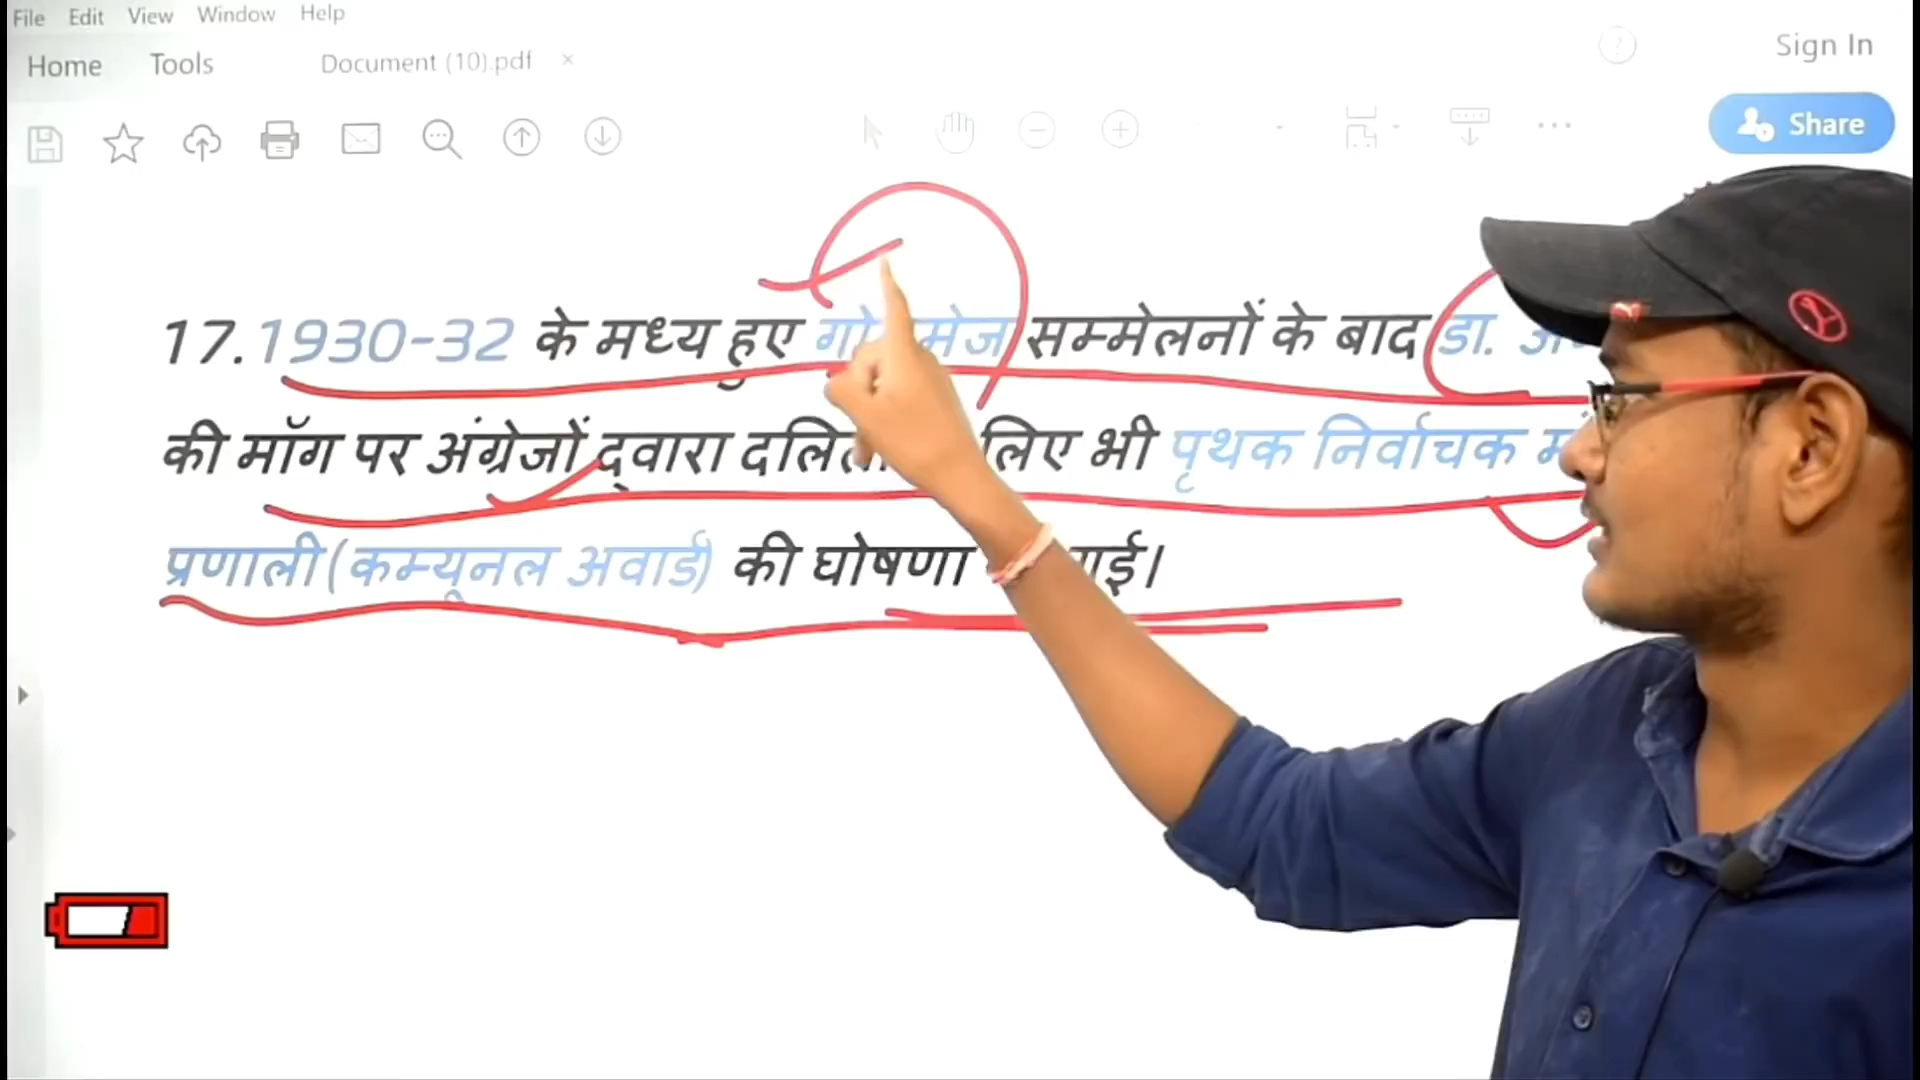 File Edit View Window Help
Home Tools Document (10).pdf ×
? Sign In
Share
17. 1930-32 के मध्य हुए सम्मेलनों के बाद डा.
की मॉग पर अंग्रेजों द्वारा लिए भी पृथक निर्वाचक
प्रणाली (कम्यूनल अवार्ड) की घोषणा